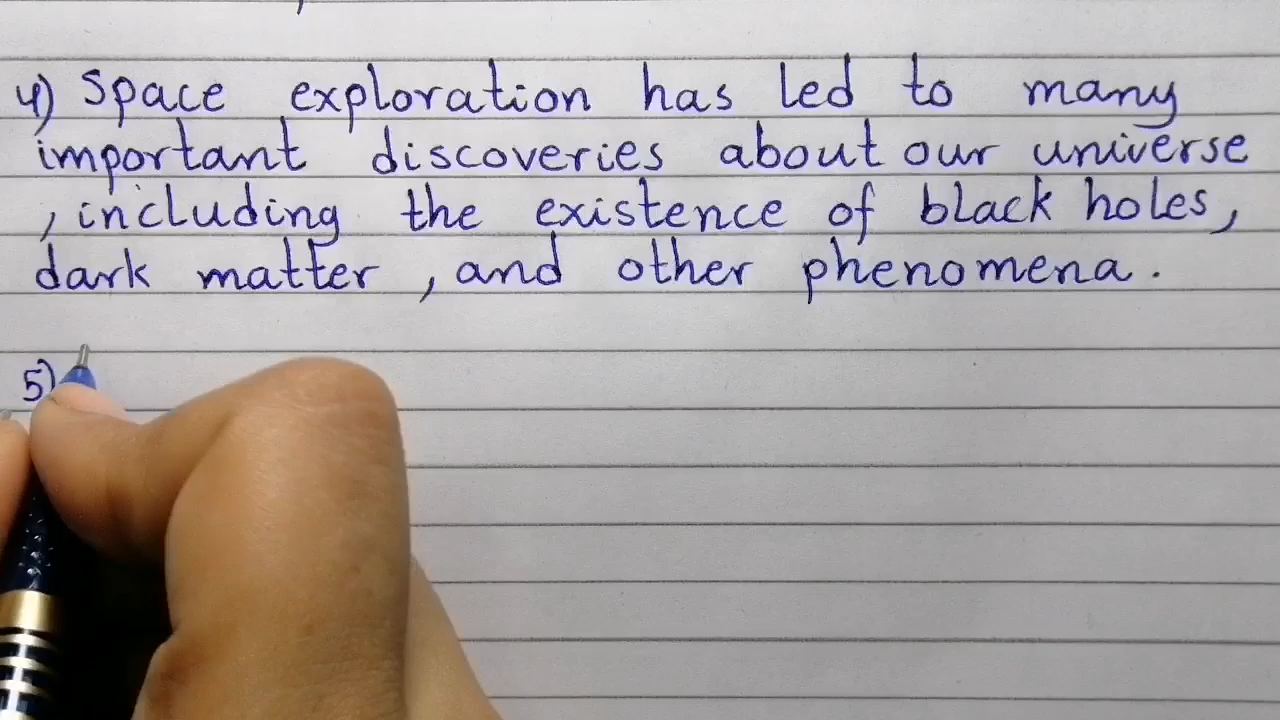 4) Space exploration has led to many
important discoveries about our universe
, including the existence of black holes,
dark matter , and other phenomena .
5)